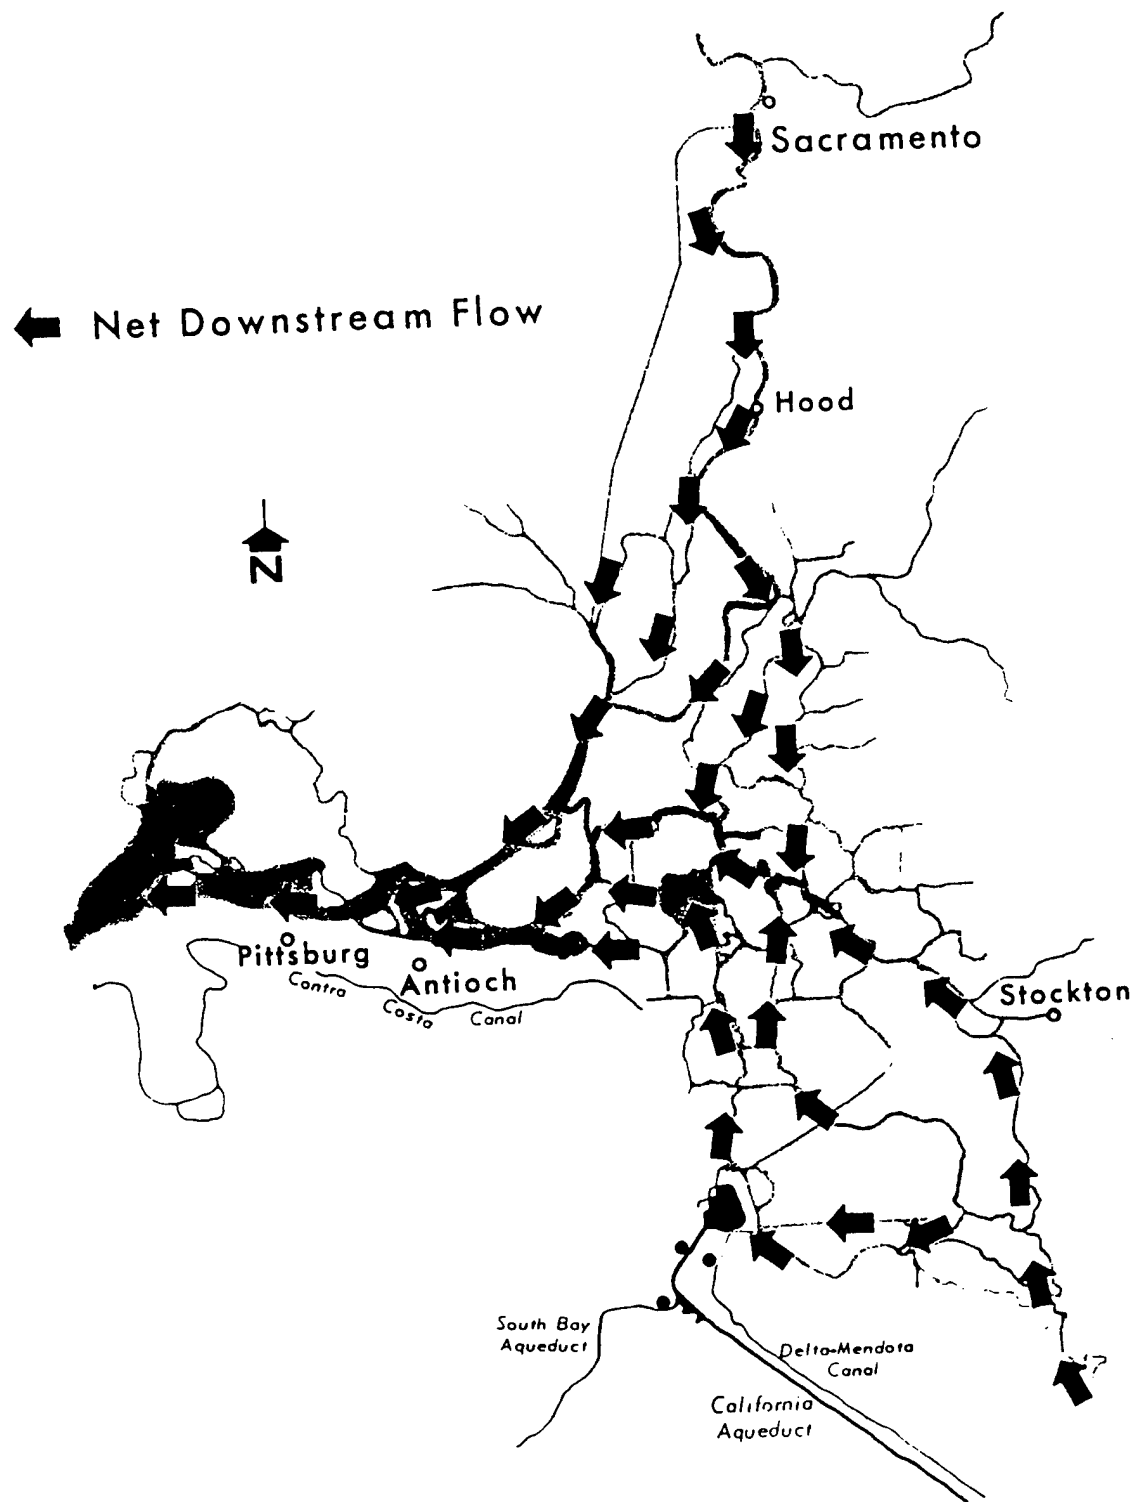 Sacramento
Net Downstream Flow
Hood
N
Pittsburg
Antioch
Stockton
Contra
Costa
Canal
South Bay
Aqueduct
Delta-Mendota
Canal
California
Aqueduct